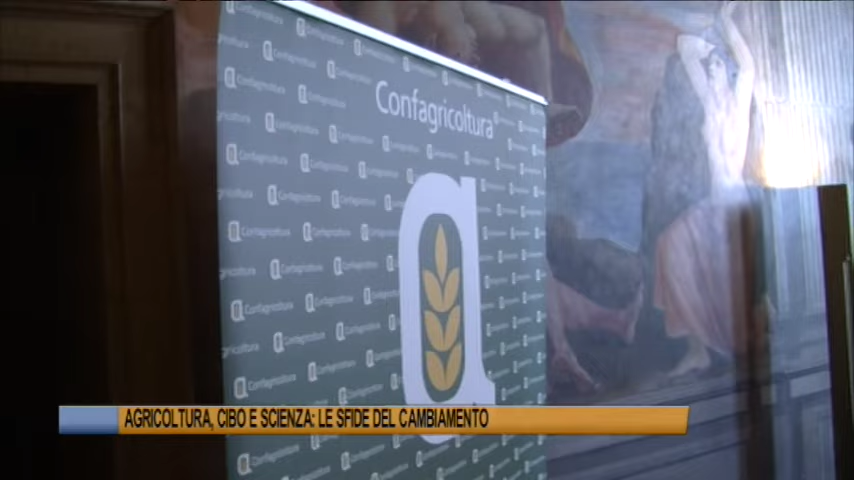 Confagricoltura
a
AGRICOLTURA, CIBO E SCIENZA: LE SFIDE DEL CAMBIAMENTO